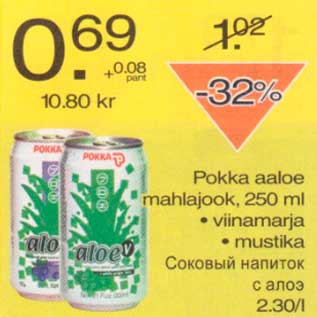 0.69
1.02
+0.08
pant
10.80 kr
-32%
POKKA
POKKA
aloe
aloe V
Pokka aaloe
mahlajook, 250 ml
• viinamarja
• mustika
Соковый напиток
с алоэ
2.30/l